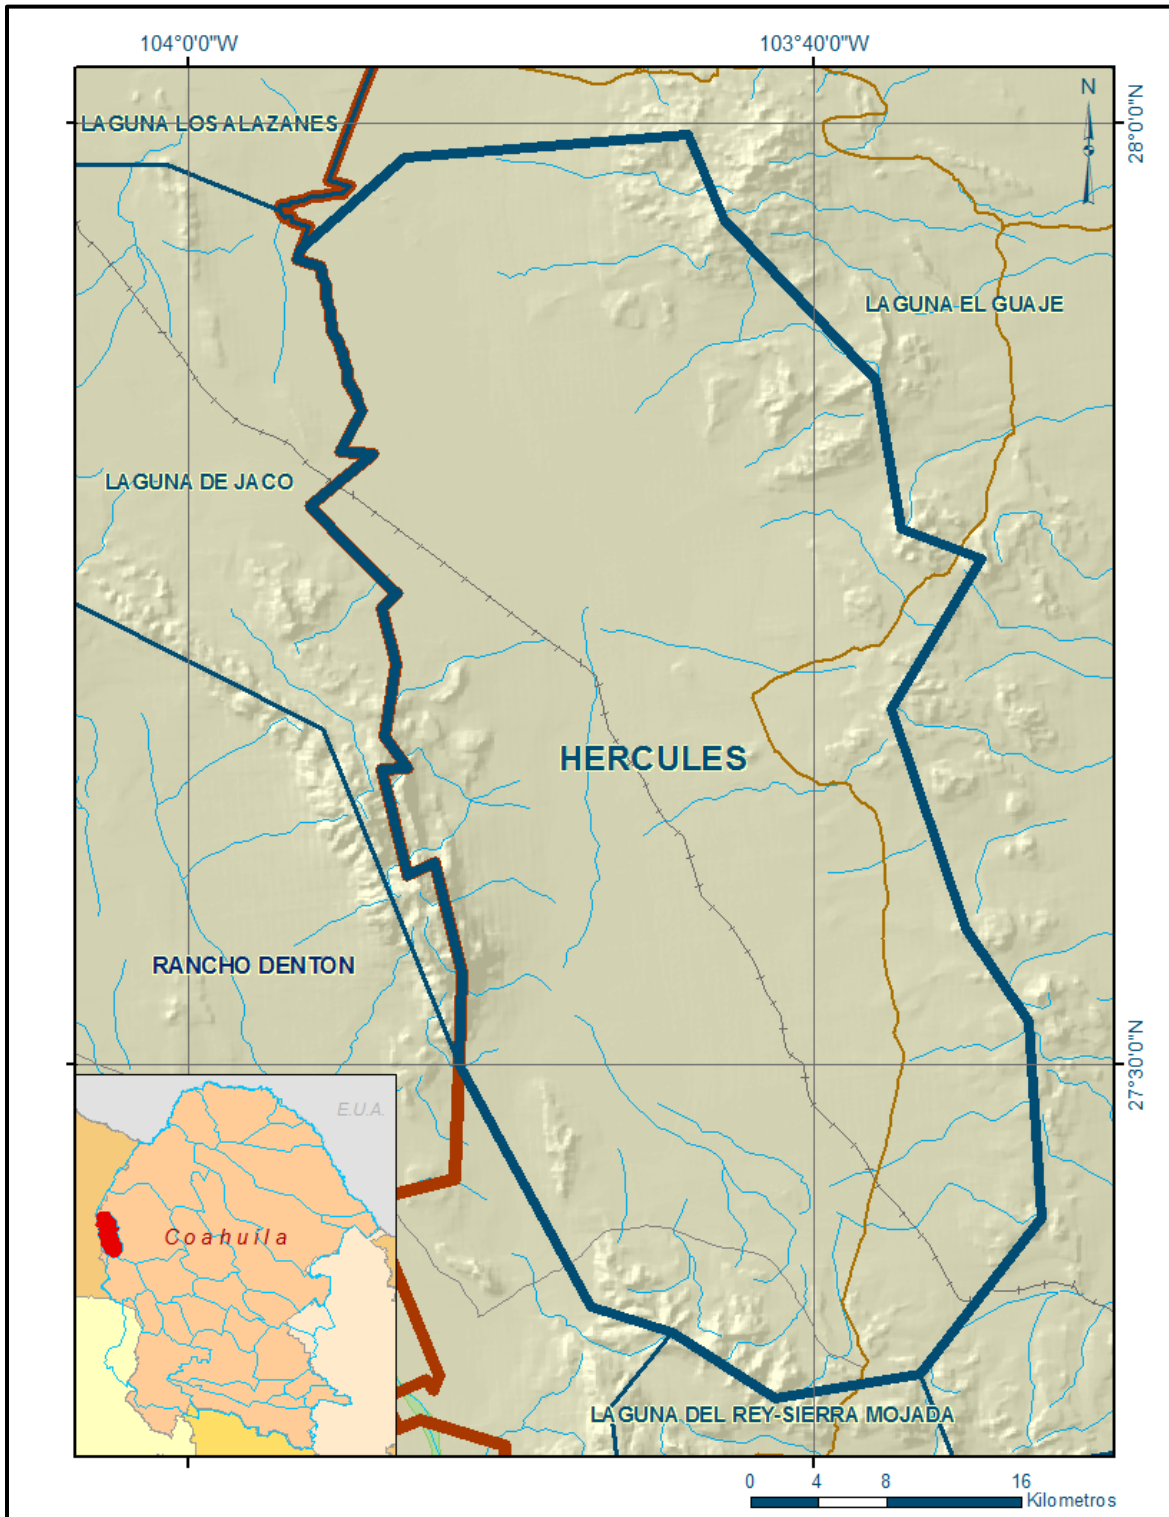 104°0'0"W
103°40'0"W
N
28°0'0"N
LAGUNA LOS ALAZANES
LAGUNA EL GUAJE
LAGUNA DE JACO
HERCULES
RANCHO DENTON
27°30'0"N
E.U.A.
Coahuila
LAGUNA DEL REY-SIERRA MOJADA
0 4 8 16
Kilometros